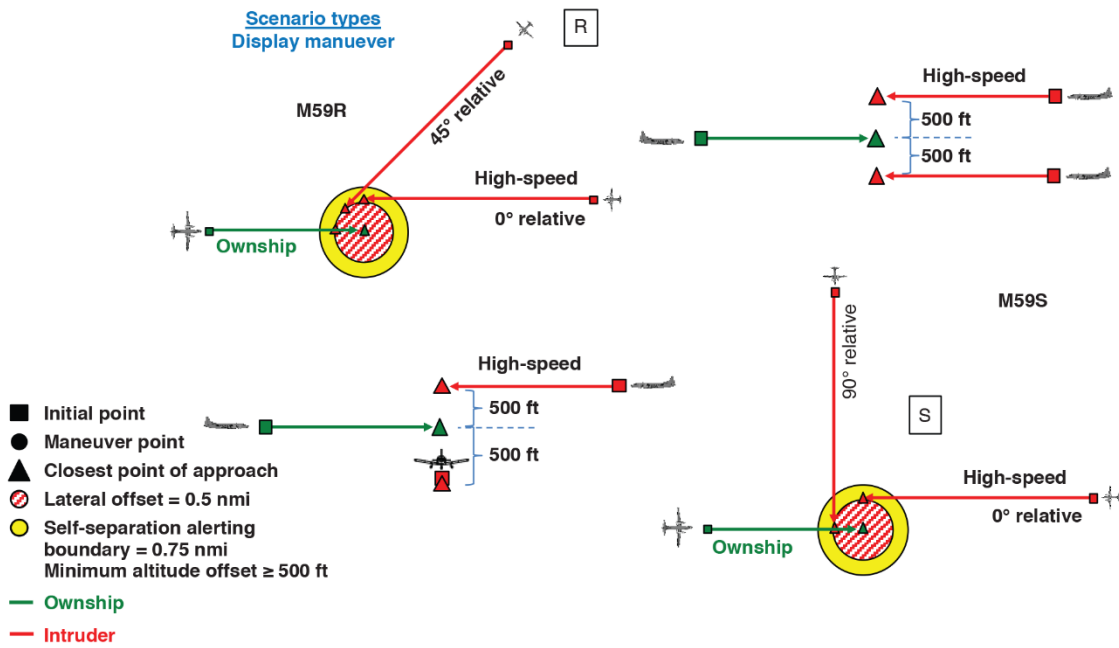 Scenario types
Display manuever
R
M59R
45° relative
High-speed
0° relative
Ownship
High-speed
500 ft
500 ft
M59S
90° relative
S
High-speed
0° relative
Ownship
High-speed
500 ft
500 ft
Initial point
Maneuver point
Closest point of approach
Lateral offset = 0.5 nmi
Self-separation alerting
boundary = 0.75 nmi
Minimum altitude offset ≥ 500 ft
Ownship
Intruder